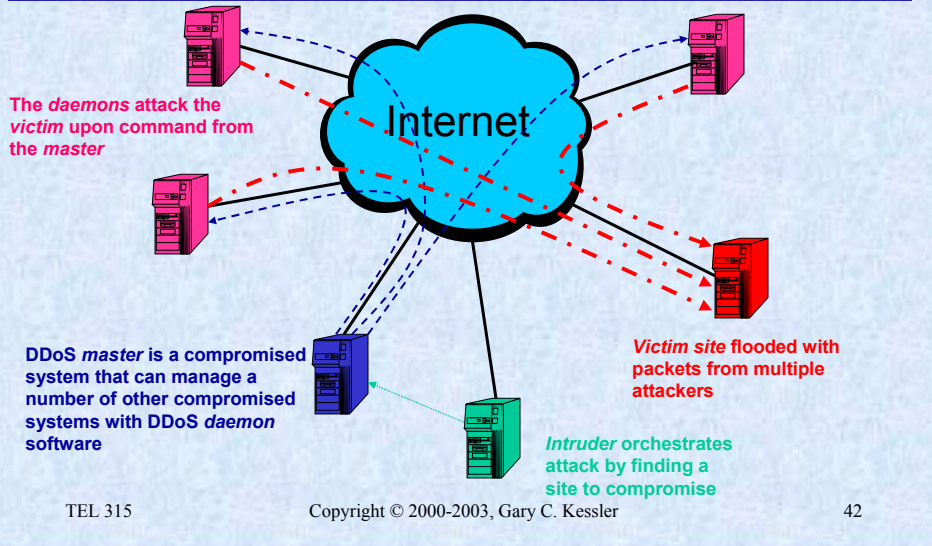 Internet
The daemons attack the
victim upon command from
the master
DDoS master is a compromised
system that can manage a
number of other compromised
systems with DDoS daemon
software
Victim site flooded with
packets from multiple
attackers
Intruder orchestrates
attack by finding a
site to compromise
TEL 315
Copyright © 2000-2003, Gary C. Kessler
42